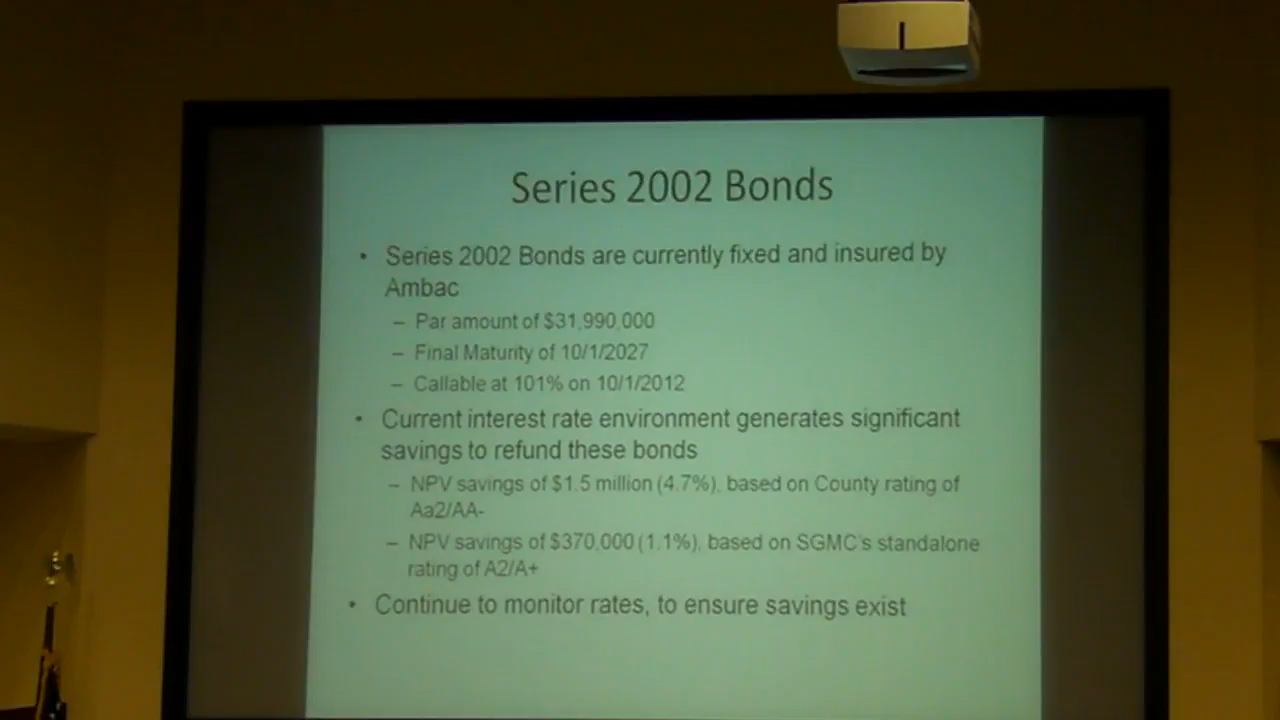 Series 2002 Bonds
• Series 2002 Bonds are currently fixed and insured by
Ambac
– Par amount of $31,990,000
– Final Maturity of 10/1/2027
– Callable at 101% on 10/1/2012
• Current interest rate environment generates significant
savings to refund these bonds
– NPV savings of $1.5 million (4.7%), based on County rating of
Aa2/AA-
– NPV savings of $370,000 (1.1%), based on SGMC's standalone
rating of A2/A+
• Continue to monitor rates, to ensure savings exist